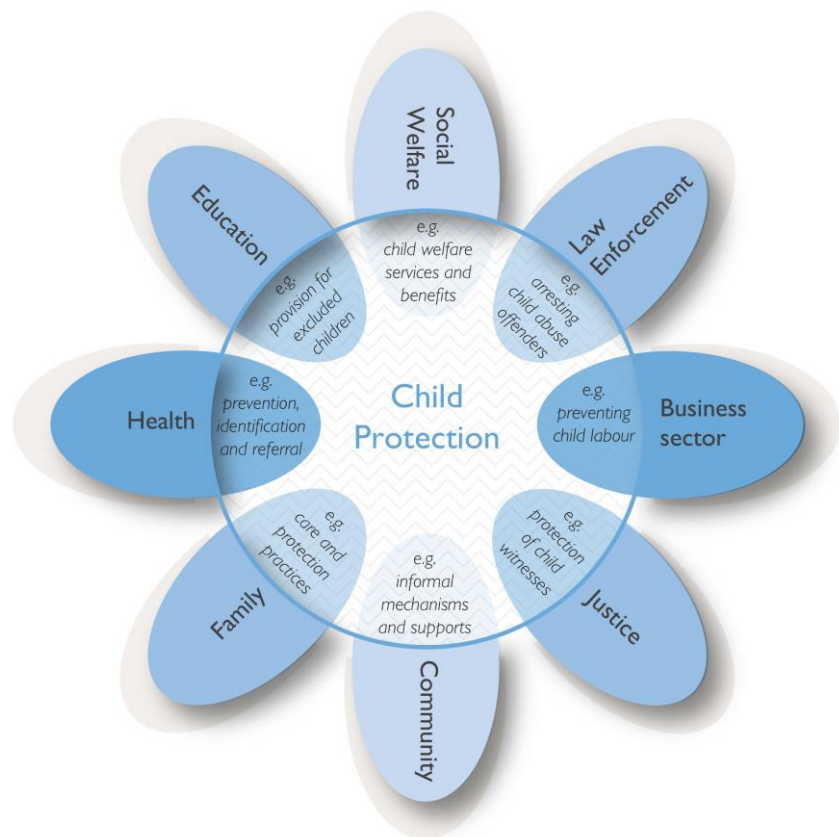 Social
Welfare
e.g.
child welfare
services and
benefits
Law
Enforcement
e.g.
arresting
child abuse
offenders
Business
sector
e.g.
preventing
child labour
Justice
e.g.
protection
of child
witnesses
Community
e.g.
informal
mechanisms
and supports
Family
e.g.
care and
protection
practices
Health
e.g.
prevention,
identification
and referral
Education
e.g.
provision for
excluded
children
Child
Protection